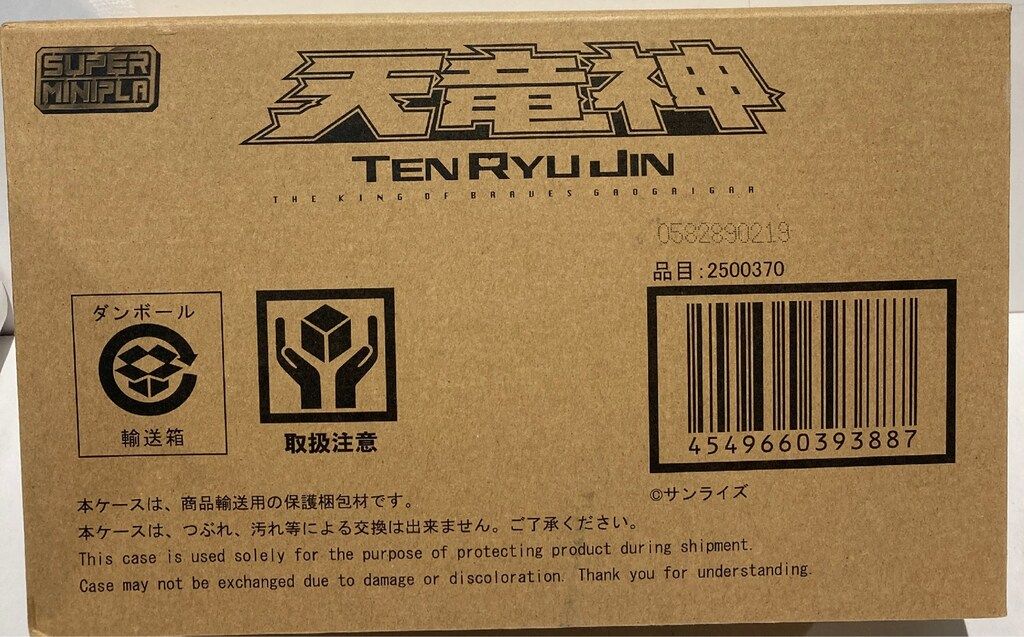 SUPER
MINIPLA
天竜神
TENRYUJIN
THE KING OF BRAVES GAOGAIGAR
0582890219
品目:2500370
ダンボール
輸送箱
取扱注意
4549660393887
©サンライズ
本ケースは、商品輸送用の保護梱包材です。
本ケースは、つぶれ、汚れ等による交換は出来ません。ご了承ください。
This case is used solely for the purpose of protecting product during shipment.
Case may not be exchanged due to damage or discoloration. Thank you for understanding.